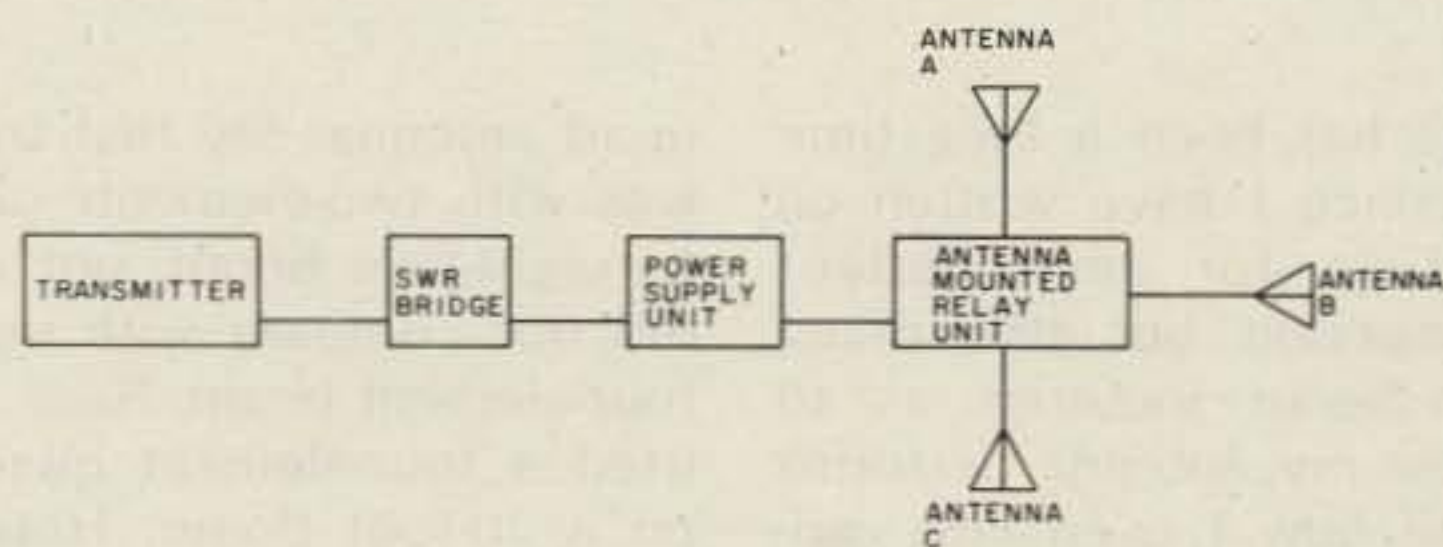 ANTENNA
A
TRANSMITTER
SWR
BRIDGE
POWER
SUPPLY
UNIT
ANTENNA
MOUNTED
RELAY
UNIT
ANTENNA
B
ANTENNA
C